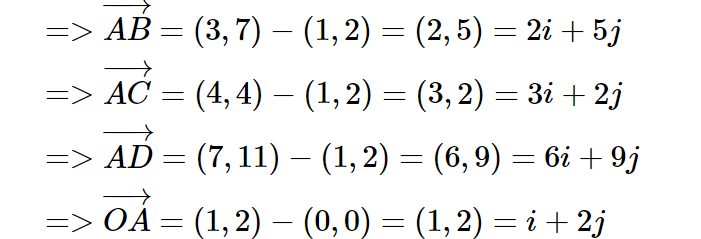 => $\overrightarrow{AB} = (3, 7) - (1, 2) = (2, 5) = 2i + 5j$
=> $\overrightarrow{AC} = (4, 4) - (1, 2) = (3, 2) = 3i + 2j$
=> $\overrightarrow{AD} = (7, 11) - (1, 2) = (6, 9) = 6i + 9j$
=> $\overrightarrow{OA} = (1, 2) - (0, 0) = (1, 2) = i + 2j$